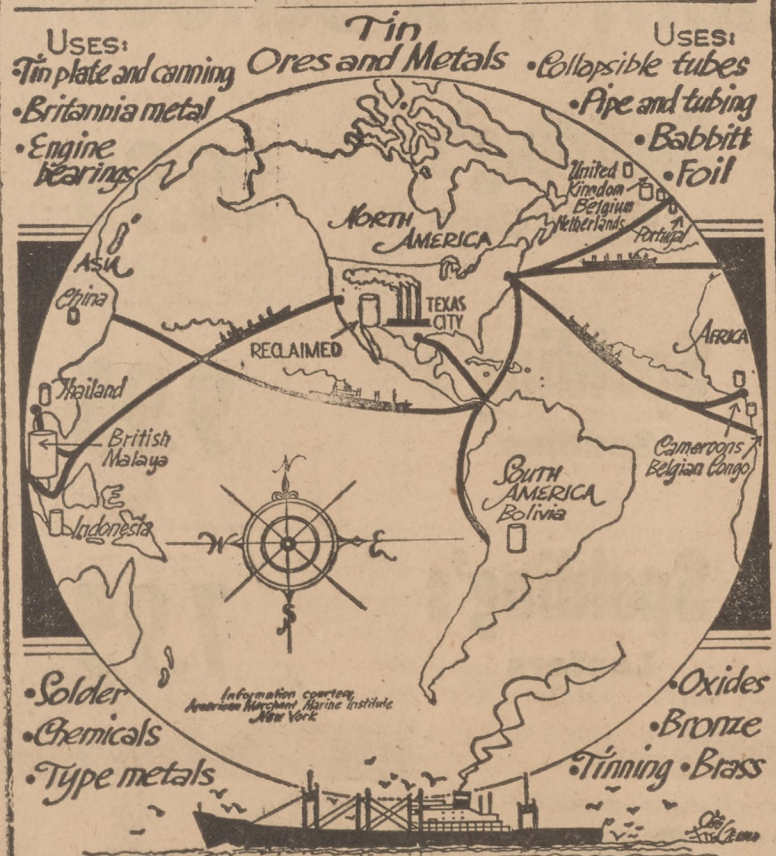 Tin
Ores and Metals
USES:
•Tin plate and canning
•Britannia metal
•Engine
bearings
USES:
•Collapsible tubes
•Pipe and tubing
•Babbitt
•Foil
United
Kingdom
Belgium
Netherlands
Portugal
NORTH
AMERICA
ASIA
China
TEXAS
CITY
RECLAIMED
AFRICA
Thailand
British
Malaya
Indonesia
Cameroons
Belgian Congo
SOUTH
AMERICA
Bolivia
N
W
E
S
Information courtesy
American Merchant Marine Institute
New York
•Solder
•Chemicals
•Type metals
•Oxides
•Bronze
•Tinning •Brass